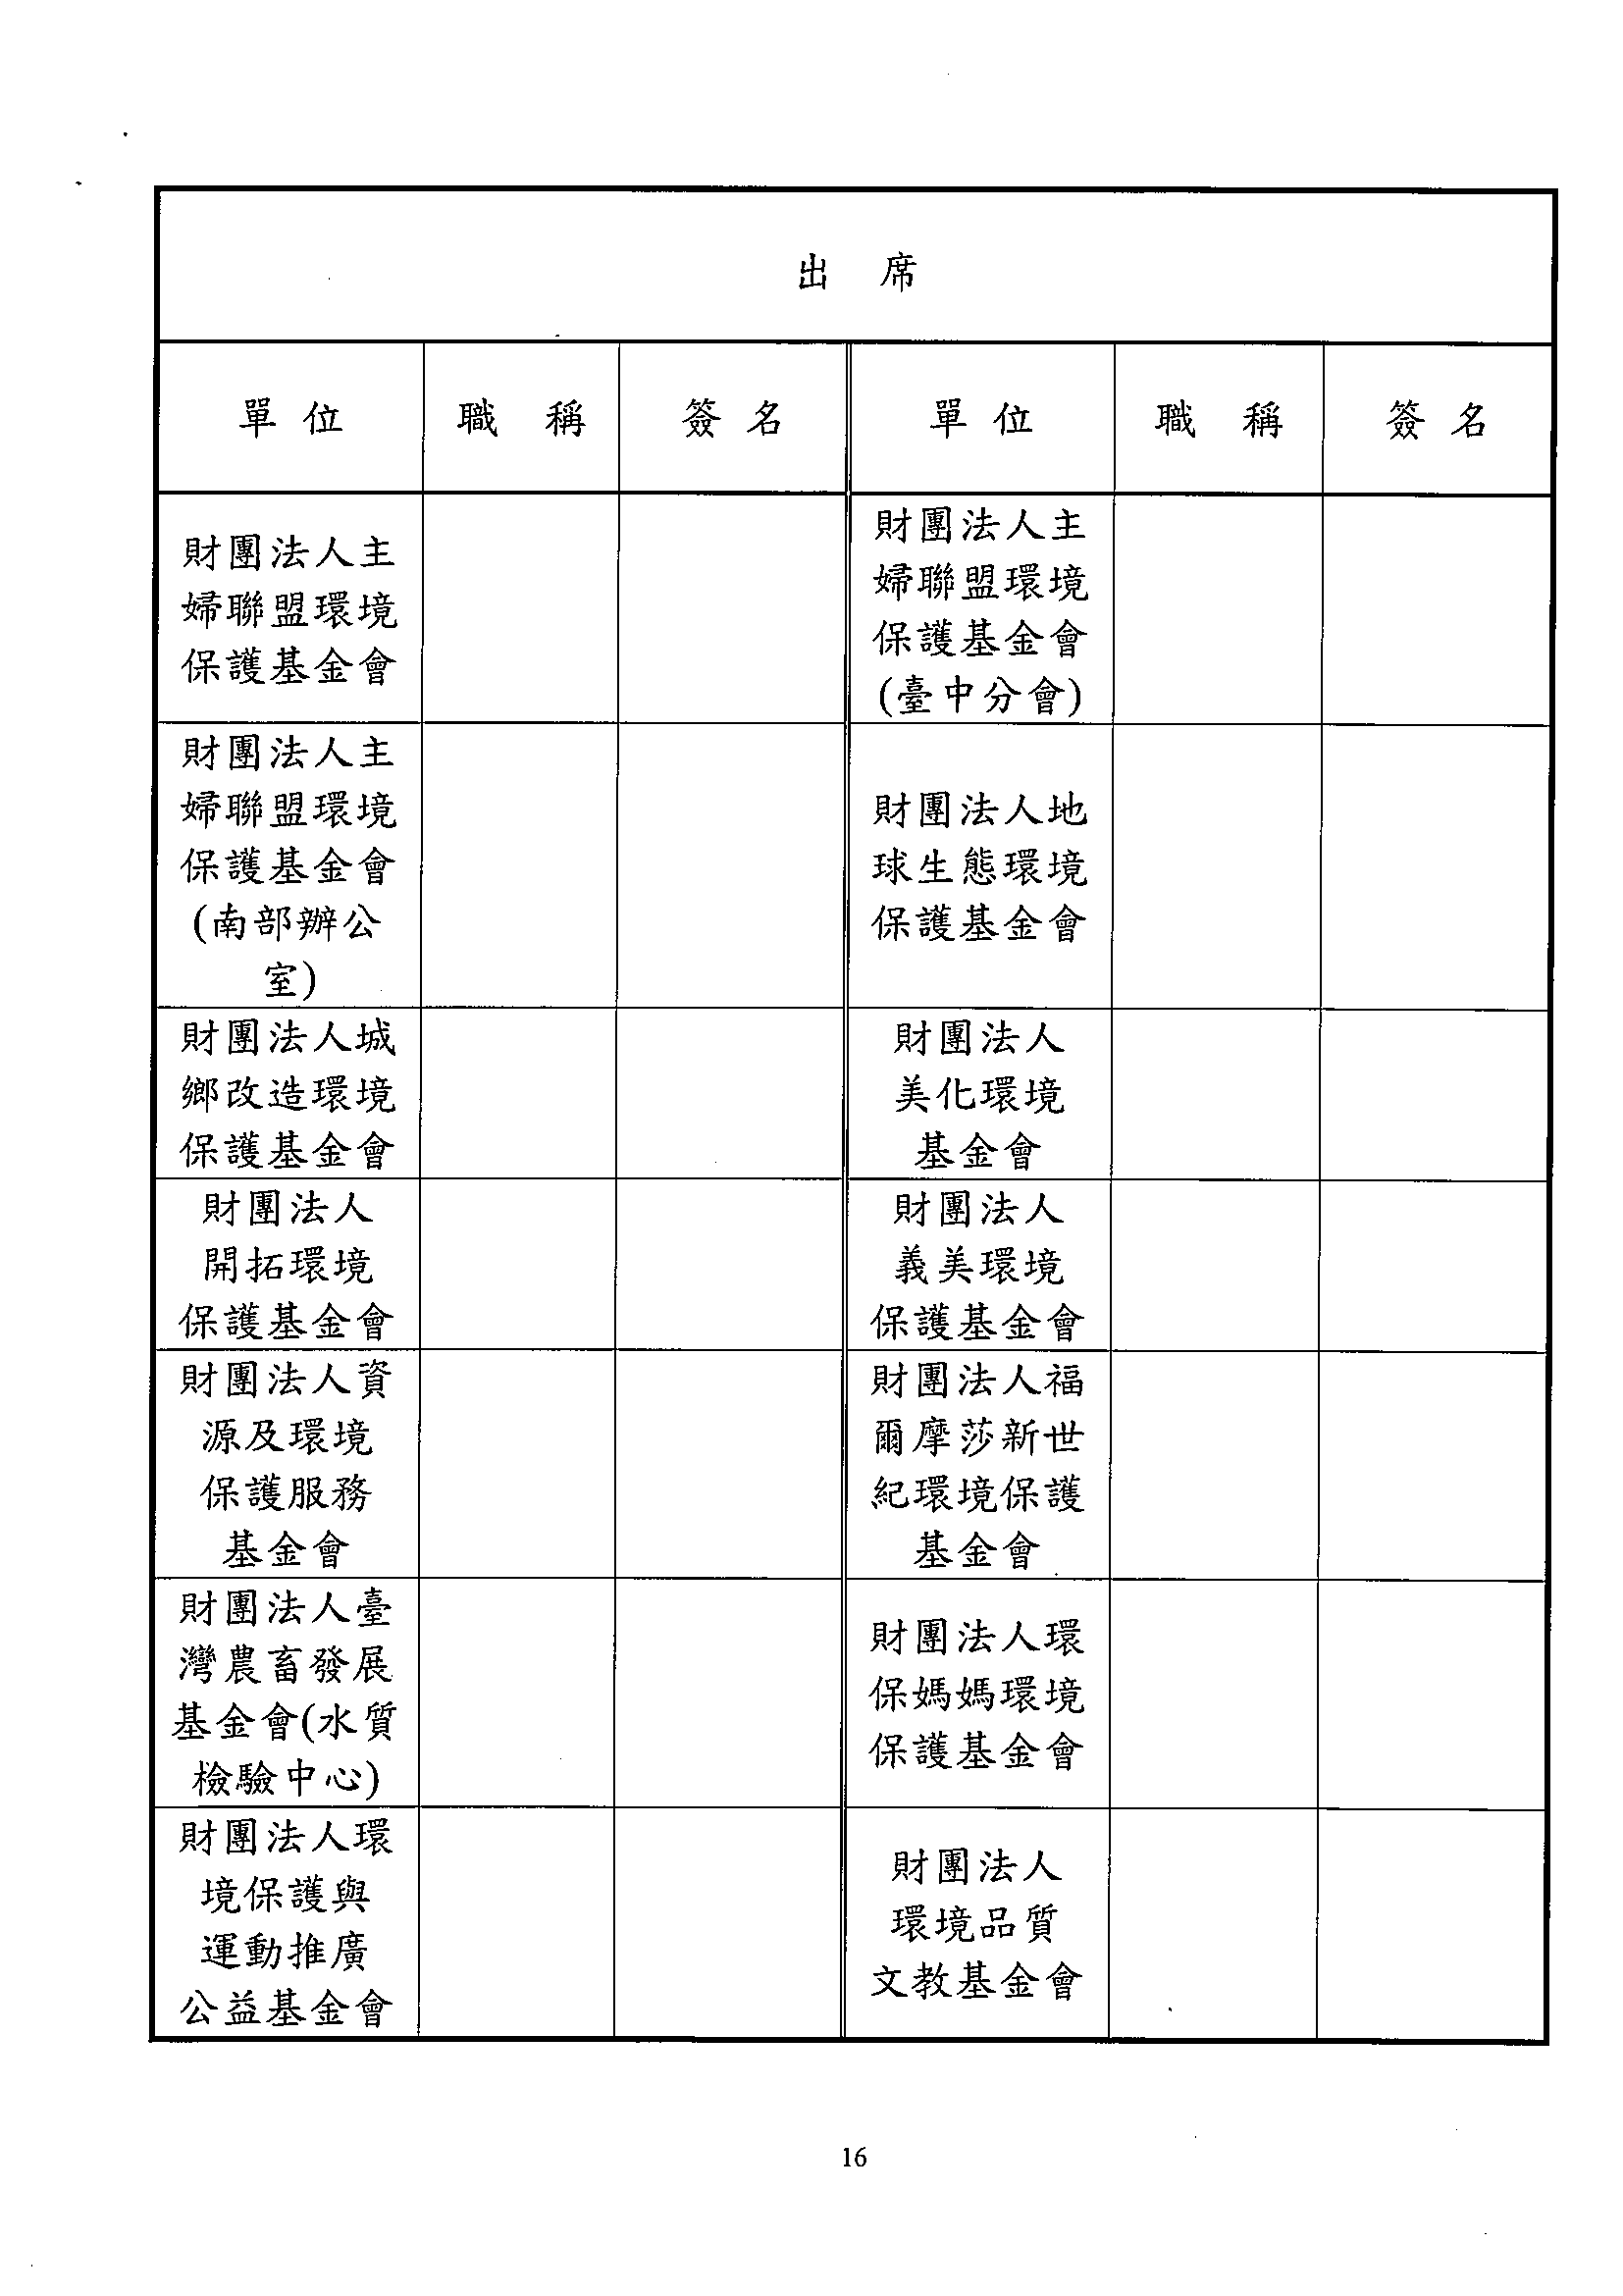 出 席
單 位 職 稱 簽 名 單 位 職 稱 簽 名
財團法人主
婦聯盟環境
保護基金會
財團法人主
婦聯盟環境
保護基金會
(臺中分會)
財團法人主
婦聯盟環境
保護基金會
(南部辦公
室)
財團法人地
球生態環境
保護基金會
財團法人城
鄉改造環境
保護基金會
財團法人
美化環境
基金會
財團法人
開拓環境
保護基金會
財團法人
義美環境
保護基金會
財團法人資
源及環境
保護服務
基金會
財團法人福
爾摩莎新世
紀環境保護
基金會
財團法人臺
灣農畜發展
基金會(水質
檢驗中心)
財團法人環
保媽媽環境
保護基金會
財團法人環
境保護與
運動推廣
公益基金會
財團法人
環境品質
文教基金會
16